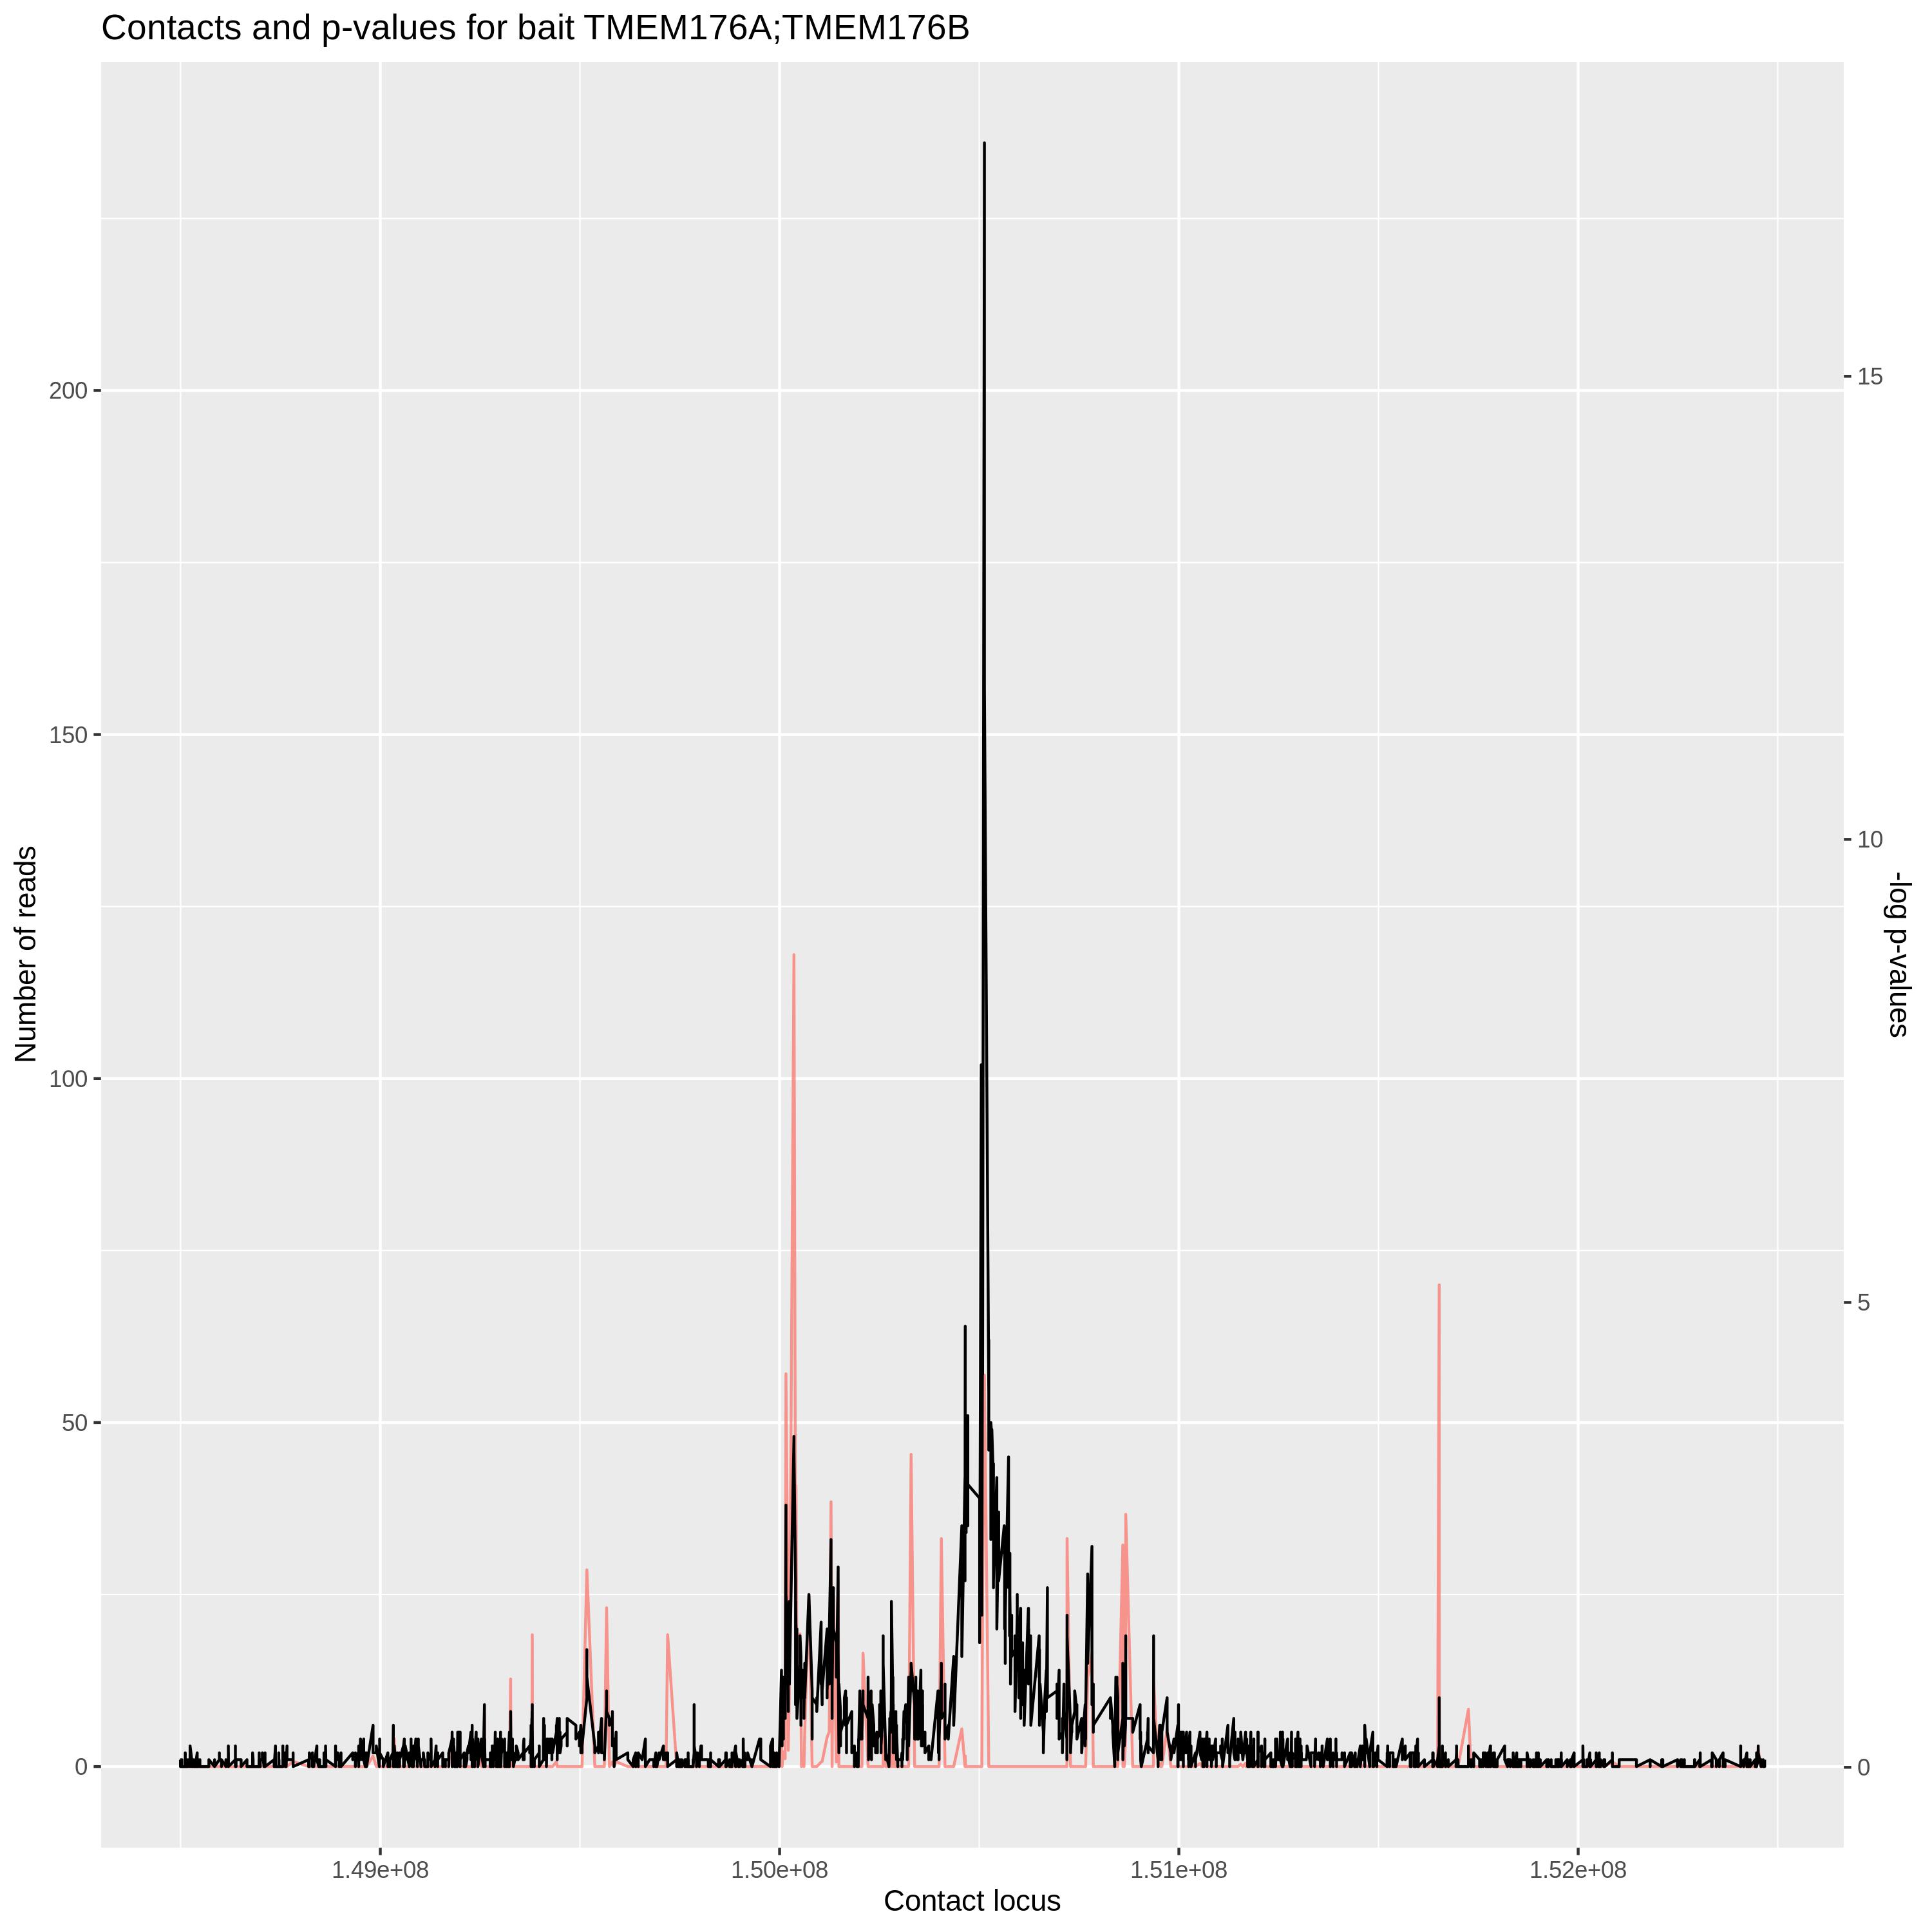 Contacts and p-values for bait TMEM176A;TMEM176B
200
150
100
50
0
15
10
5
0
Number of reads
-log p-values
1.49e+08
1.50e+08
1.51e+08
1.52e+08
Contact locus